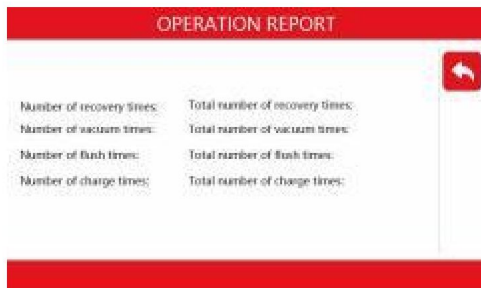 OPERATION REPORT
Number of recovery times: Total number of recovery times:
Number of vacuum times: Total number of vacuum times:
Number of flush times: Total number of flush times:
Number of charge times: Total number of charge times: